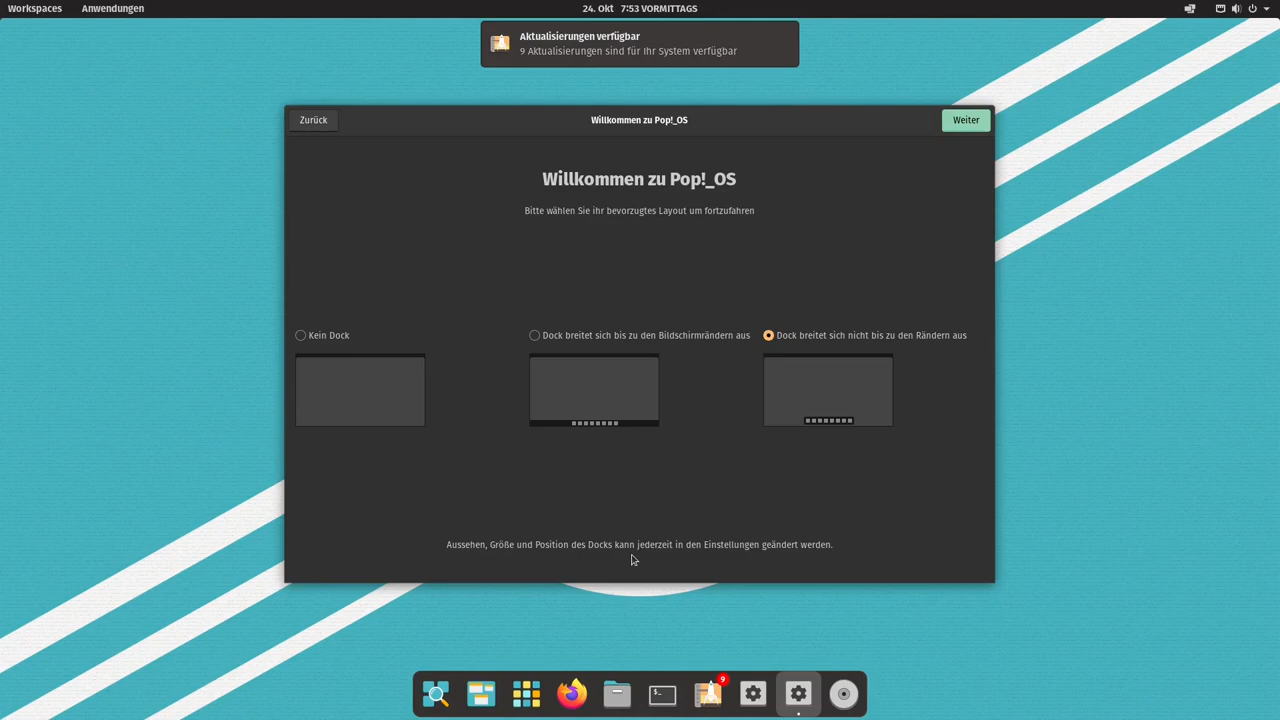 Workspaces Anwendungen 24. Okt 7:53 VORMITTAGS
Aktualisierungen verfügbar
9 Aktualisierungen sind für Ihr System verfügbar
Zurück Willkommen zu Pop!_OS Weiter
Willkommen zu Pop!_OS
Bitte wählen Sie ihr bevorzugtes Layout um fortzufahren
Kein Dock Dock breitet sich bis zu den Bildschirmrändern aus Dock breitet sich nicht bis zu den Rändern aus
Aussehen, Größe und Position des Docks kann jederzeit in den Einstellungen geändert werden.
$_
9